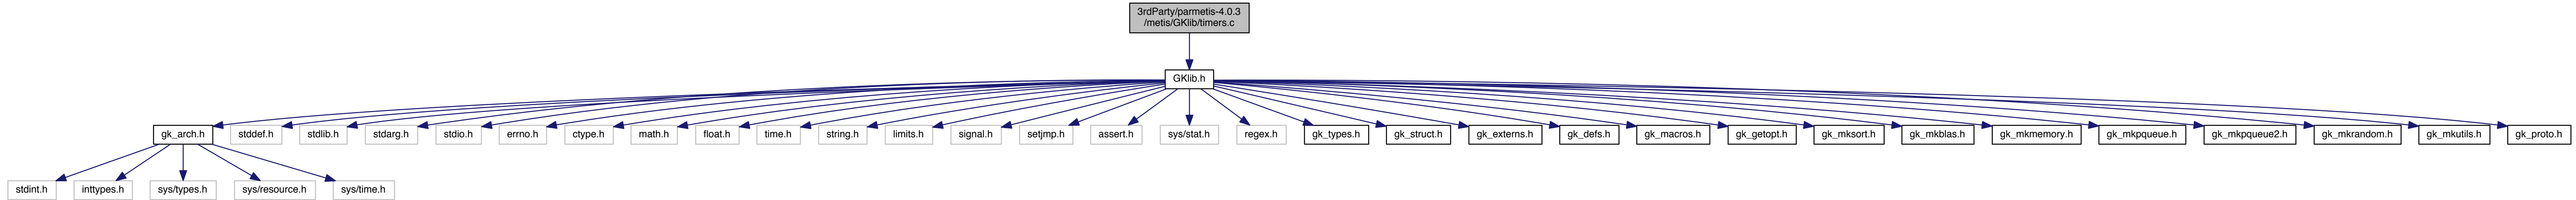 3rdParty/parmetis-4.0.3
/metis/GKlib/timers.c
GKlib.h
gk_arch.h
stddef.h
stdlib.h
stdarg.h
stdio.h
errno.h
ctype.h
math.h
float.h
time.h
string.h
limits.h
signal.h
setjmp.h
assert.h
sys/stat.h
regex.h
gk_types.h
gk_struct.h
gk_externs.h
gk_defs.h
gk_macros.h
gk_getopt.h
gk_mksort.h
gk_mkblas.h
gk_mkmemory.h
gk_mkpqueue.h
gk_mkpqueue2.h
gk_mkrandom.h
gk_mkutils.h
gk_proto.h
stdint.h
inttypes.h
sys/types.h
sys/resource.h
sys/time.h